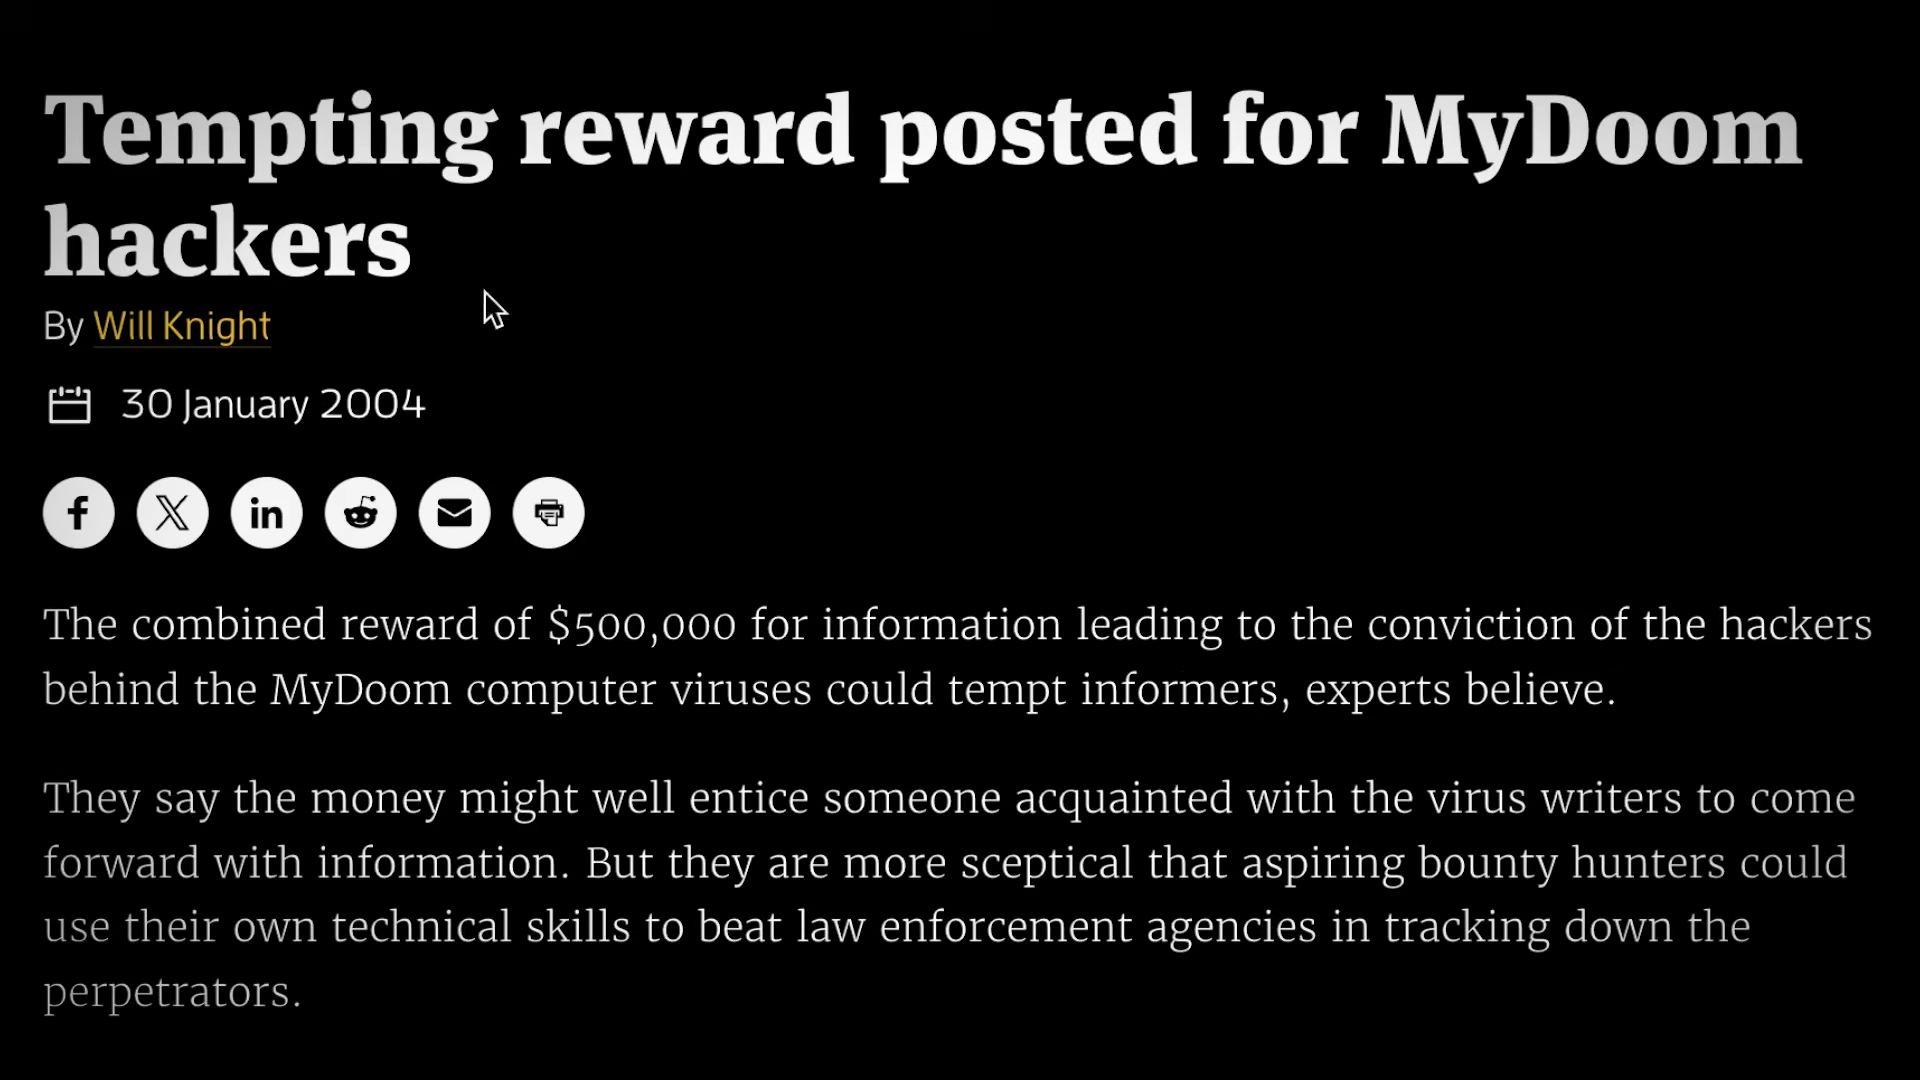 Tempting reward posted for MyDoom
hackers
By Will Knight
30 January 2004
The combined reward of $500,000 for information leading to the conviction of the hackers
behind the MyDoom computer viruses could tempt informers, experts believe.
They say the money might well entice someone acquainted with the virus writers to come
forward with information. But they are more sceptical that aspiring bounty hunters could
use their own technical skills to beat law enforcement agencies in tracking down the
perpetrators.